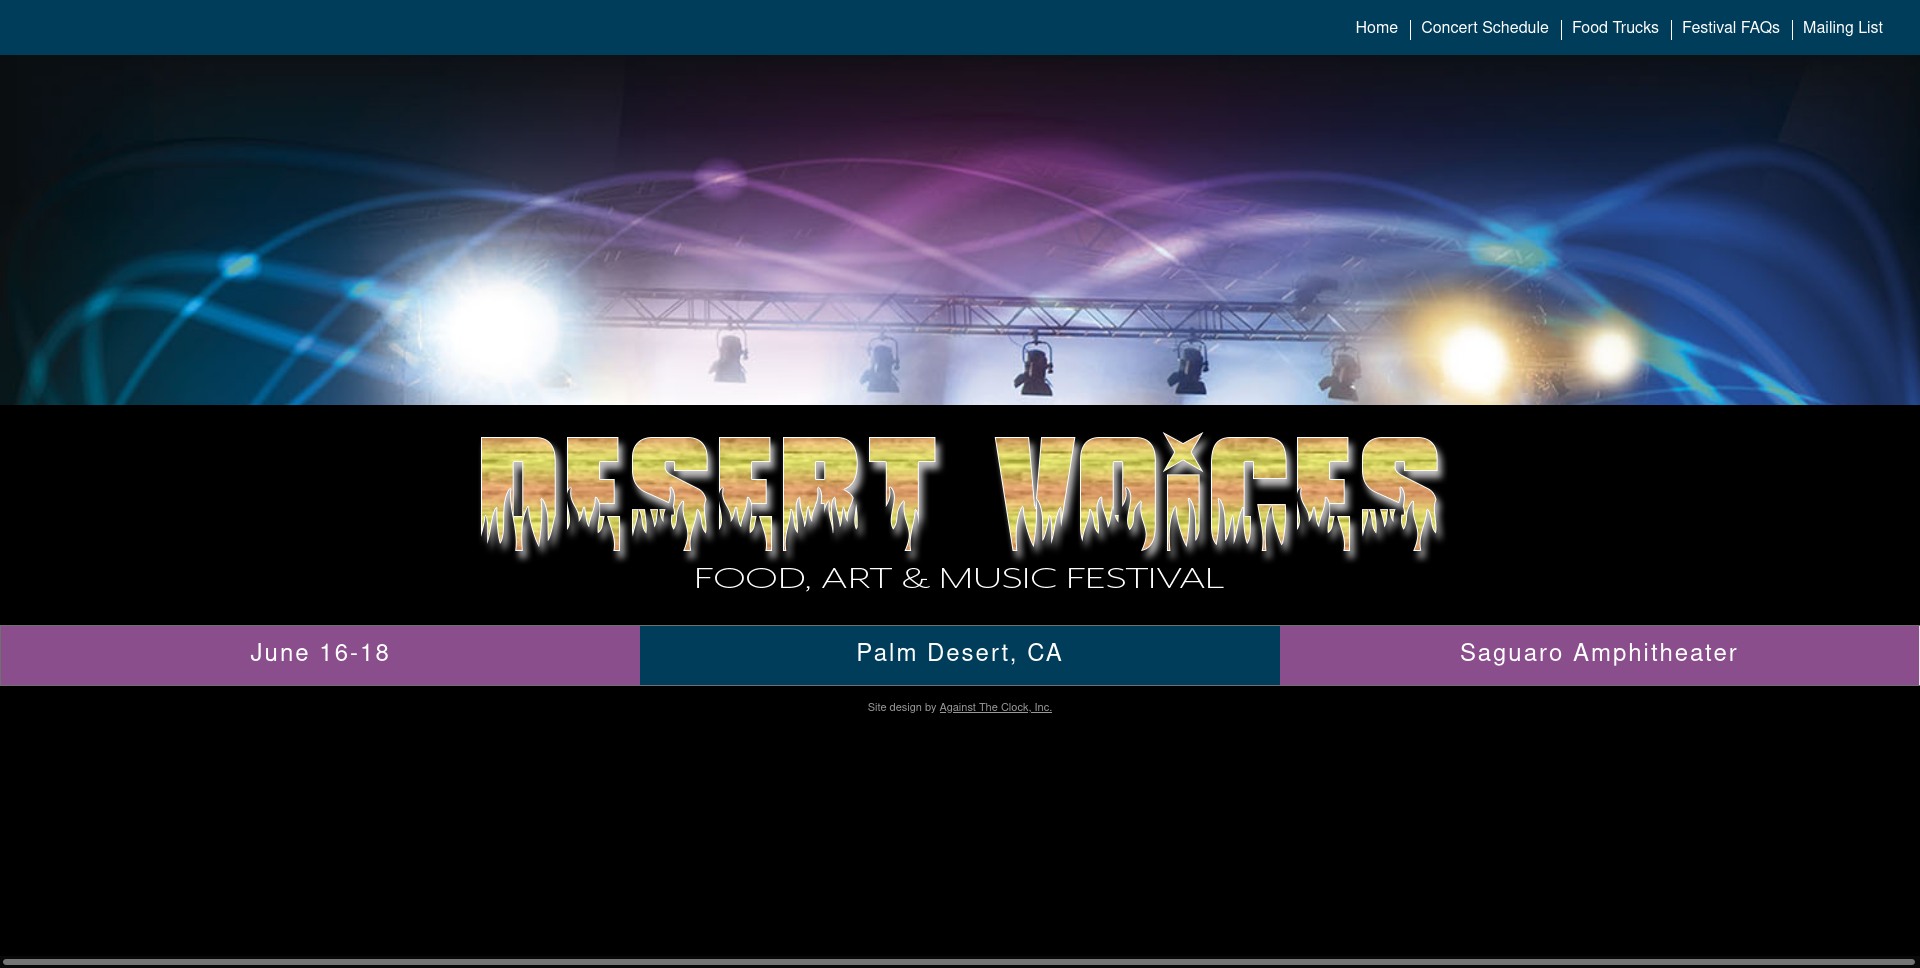 Home
Concert Schedule
Food Trucks
Festival FAQs
Mailing List
DESERT VOiCES
FOOD, ART & MUSIC FESTIVAL
June 16-18
Palm Desert, CA
Saguaro Amphitheater
Site design by Against The Clock, Inc.